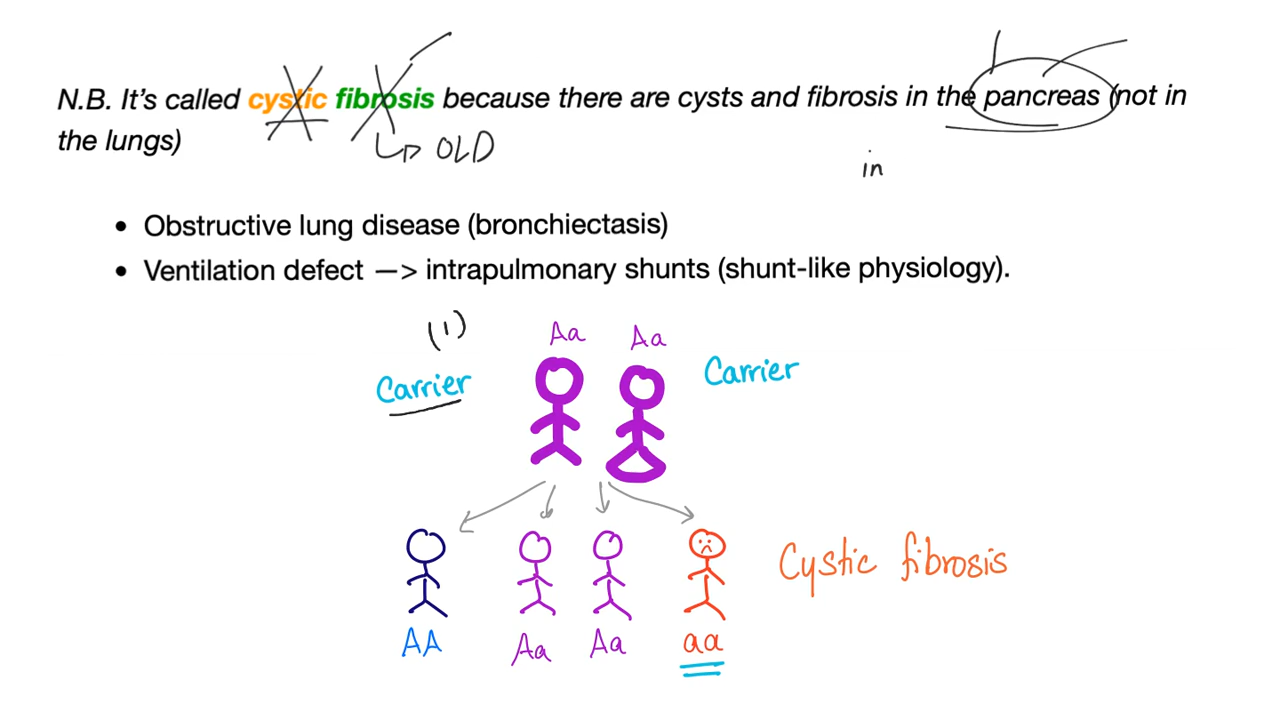 N.B. It's called cystic fibrosis because there are cysts and fibrosis in the pancreas (not in
the lungs)
OLD
in
• Obstructive lung disease (bronchiectasis)
• Ventilation defect —> intrapulmonary shunts (shunt-like physiology).
(1)
Aa Aa
Carrier Carrier
Cystic fibrosis
AA Aa Aa aa